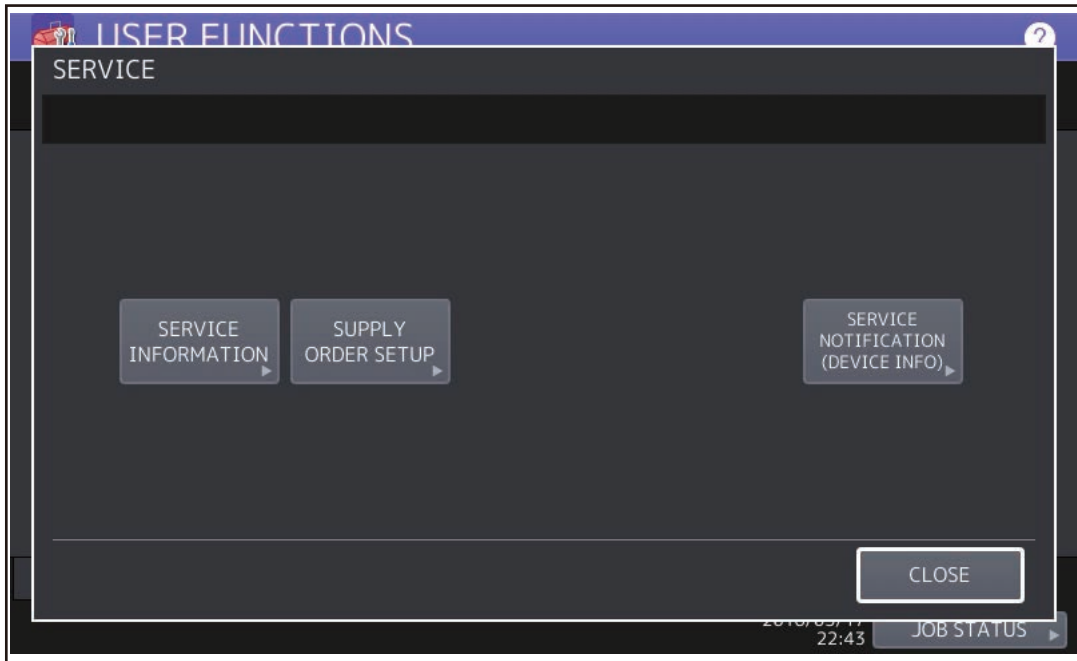 USER FUNCTIONS
?
SERVICE
SERVICE
INFORMATION
SUPPLY
ORDER SETUP
SERVICE
NOTIFICATION
(DEVICE INFO)
CLOSE
22:43
JOB STATUS